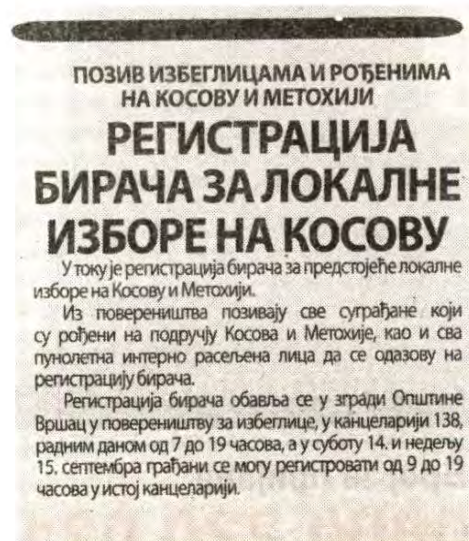 ПОЗИВ ИЗБЕГЛИЦАМА И РОЂЕНИМА
НА КОСОВУ И МЕТОХИЈИ
РЕГИСТРАЦИЈА
БИРАЧА ЗА ЛОКАЛНЕ
ИЗБОРЕ НА КОСОВУ
У току је регистрација бирача за предстојеће локалне
изборе на Косову и Метохији.
Из повереништва позивају све суграђане који
су рођени на подручју Косова и Метохије, као и сва
пунолетна интерно расељена лица да се одазову на
регистрацију бирача.
Регистрација бирача обавља се у згради Општине
Вршац у повереништву за избеглице, у канцеларији 138,
радним даном од 7 до 19 часова, а у суботу 14. и недељу
15. септембра грађани се могу регистровати од 9 до 19
часова у истој канцеларији.